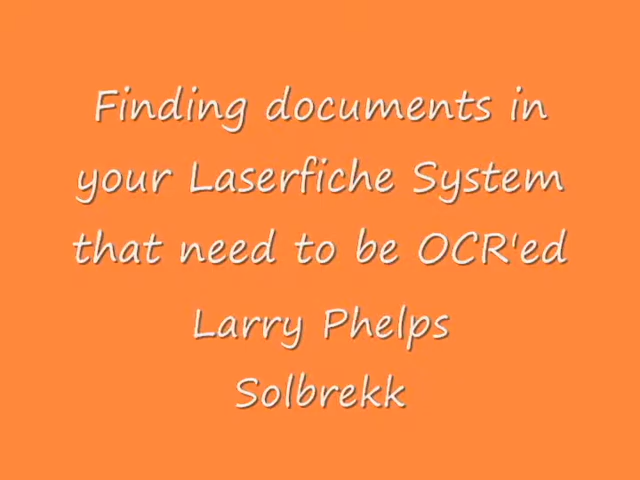 Finding documents in
your Laserfiche System
that need to be OCR'ed
Larry Phelps
Solbrekk